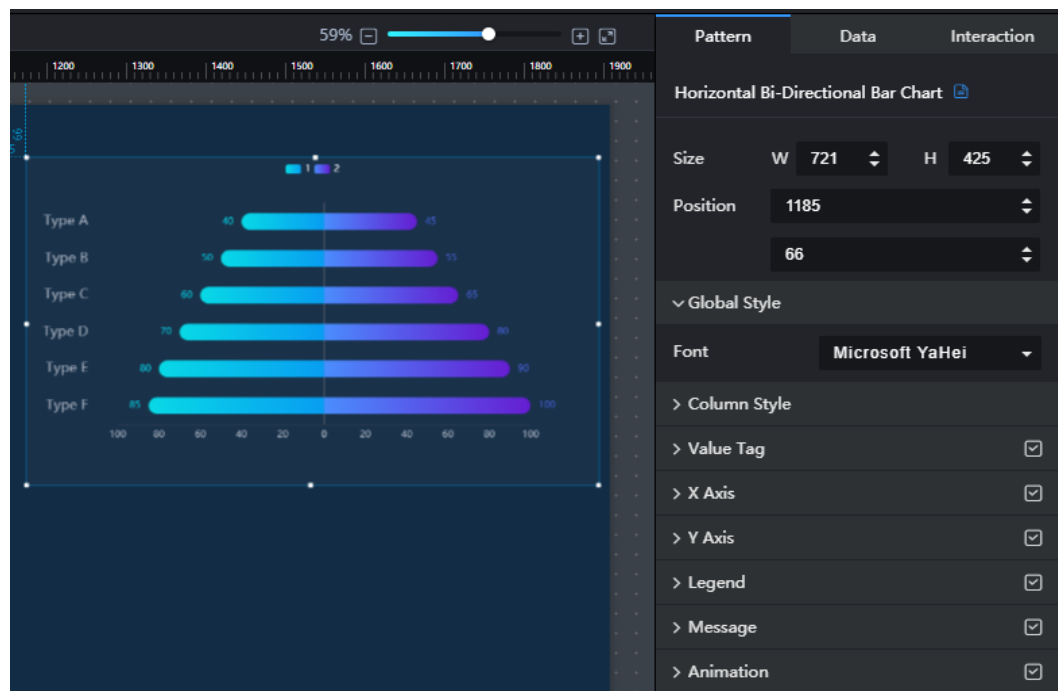 59%
Pattern Data Interaction
1200 1300 1400 1500 1600 1700 1800 1900
Horizontal Bi-Directional Bar Chart
66
1 2
Size W 721 H 425
Position 1185
66
Type A 40 45
Type B 50 55
Type C 60 65
Type D 70 80
Type E 80 90
Type F 85 100
100 80 60 40 20 0 20 40 60 80 100
Global Style
Font Microsoft YaHei
Column Style
Value Tag
X Axis
Y Axis
Legend
Message
Animation